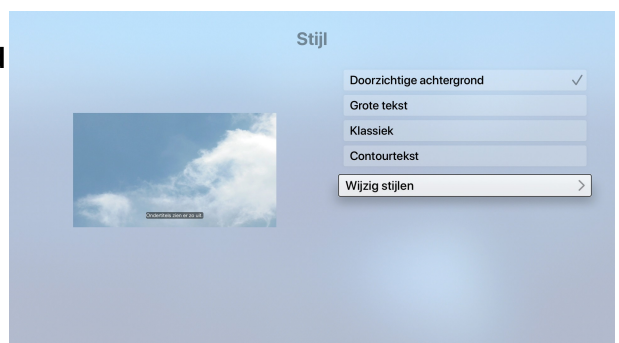 Stijl
Doorzichtige achtergrond
Grote tekst
Klassiek
Contourtekst
Wijzig stijlen
Ondertitels zien er zo uit.